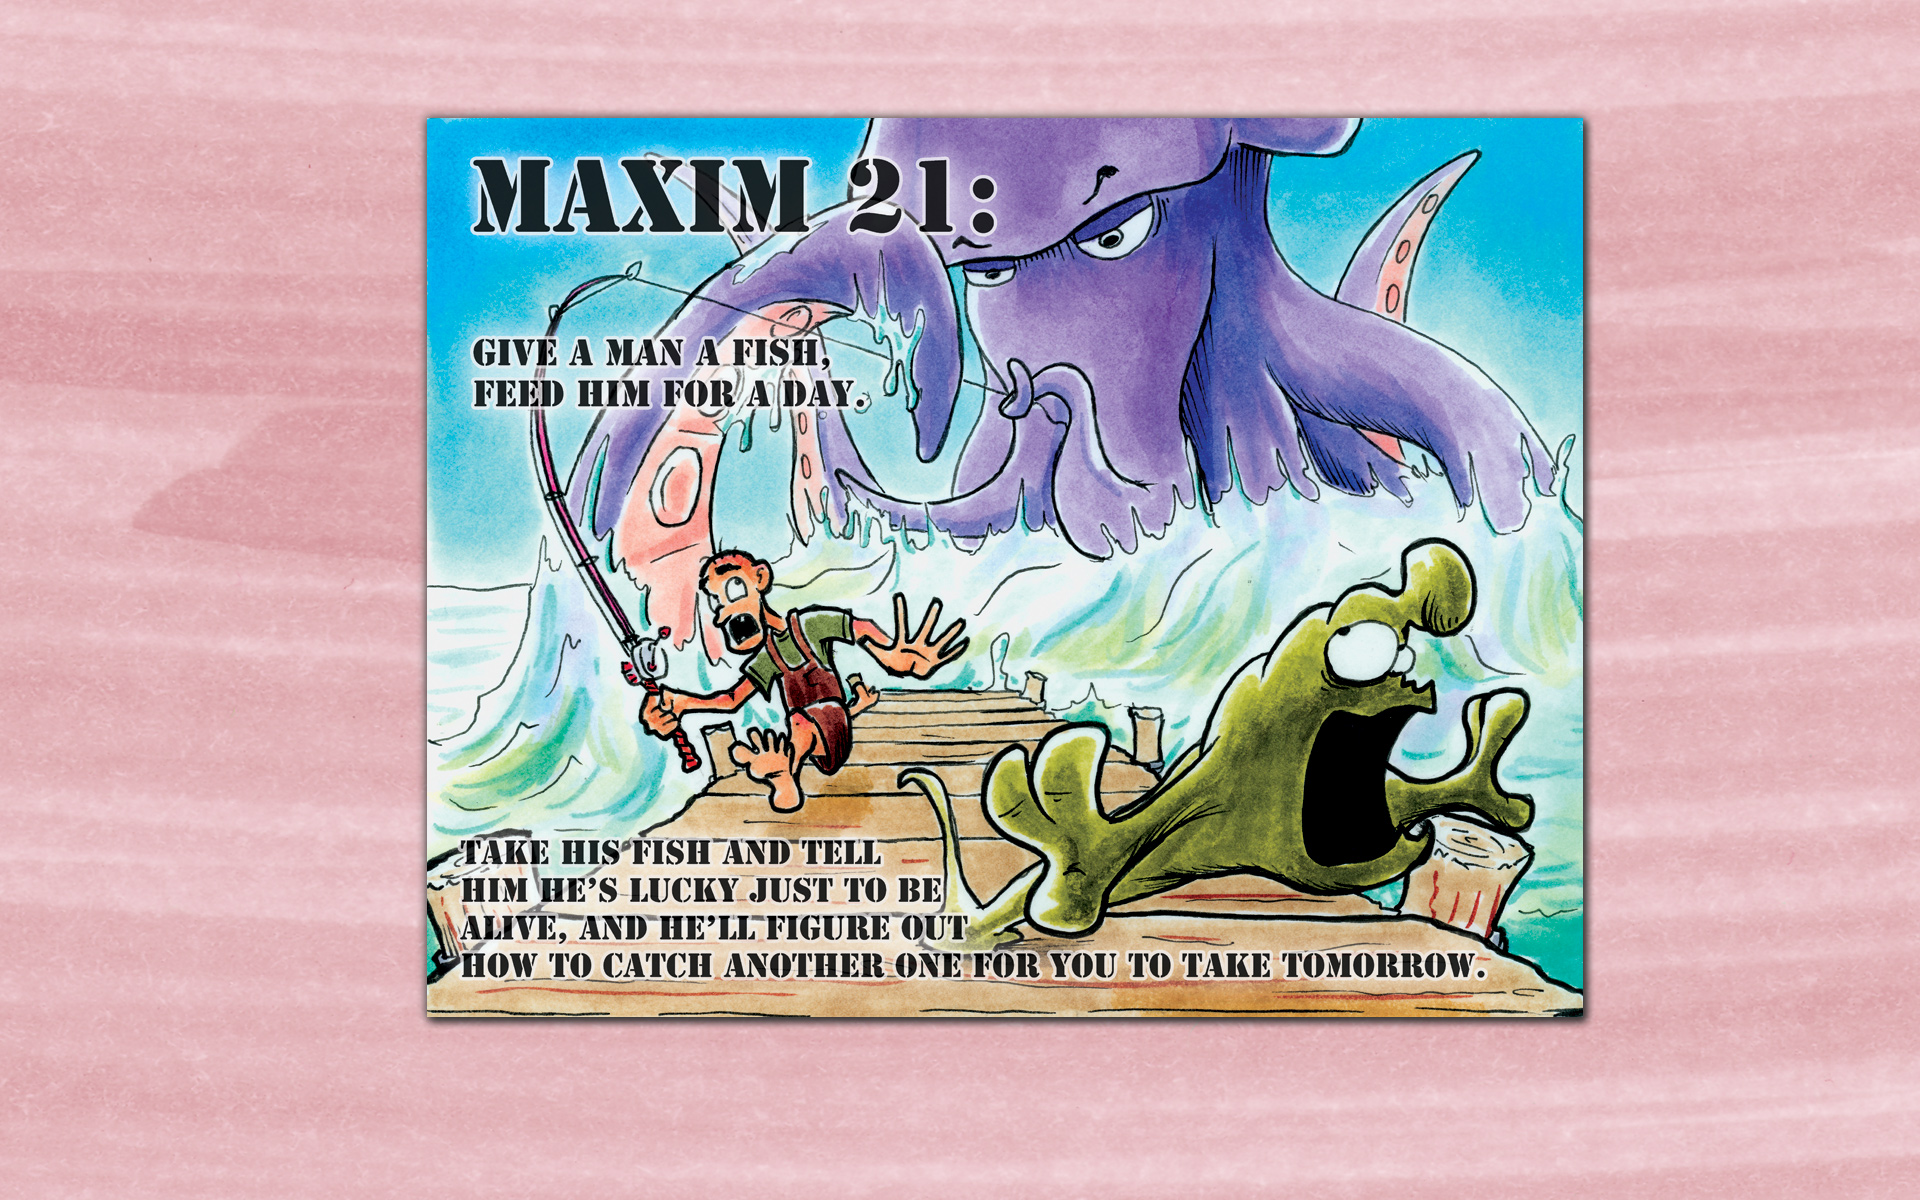 MAXIM 21:
GIVE A MAN A FISH,
FEED HIM FOR A DAY.
TAKE HIS FISH AND TELL
HIM HE'S LUCKY JUST TO BE
ALIVE, AND HE'LL FIGURE OUT
HOW TO CATCH ANOTHER ONE FOR YOU TO TAKE TOMORROW.